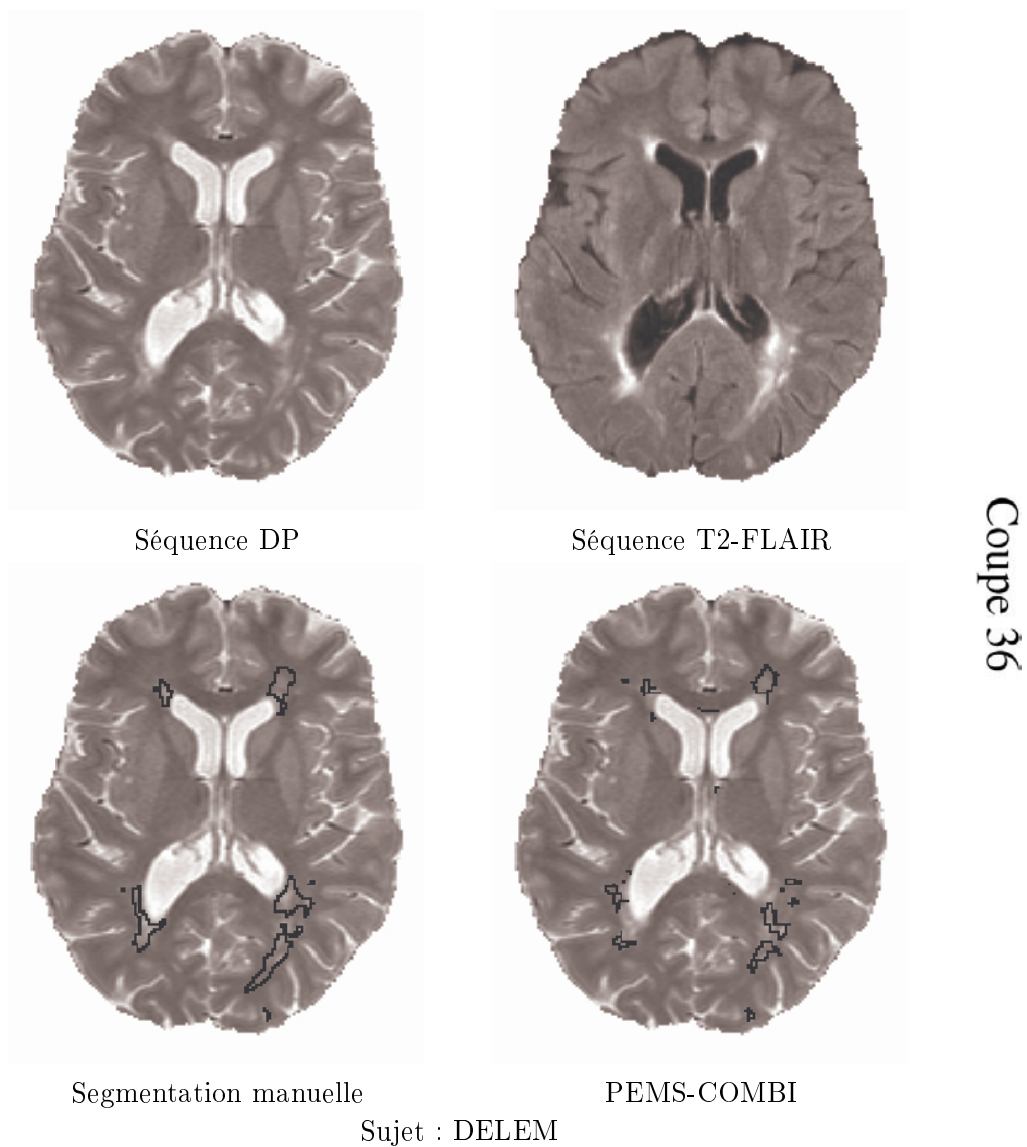 Séquence DP
Séquence T2-FLAIR
Coupe 36
Segmentation manuelle
PEMS-COMBI
Sujet : DELEM